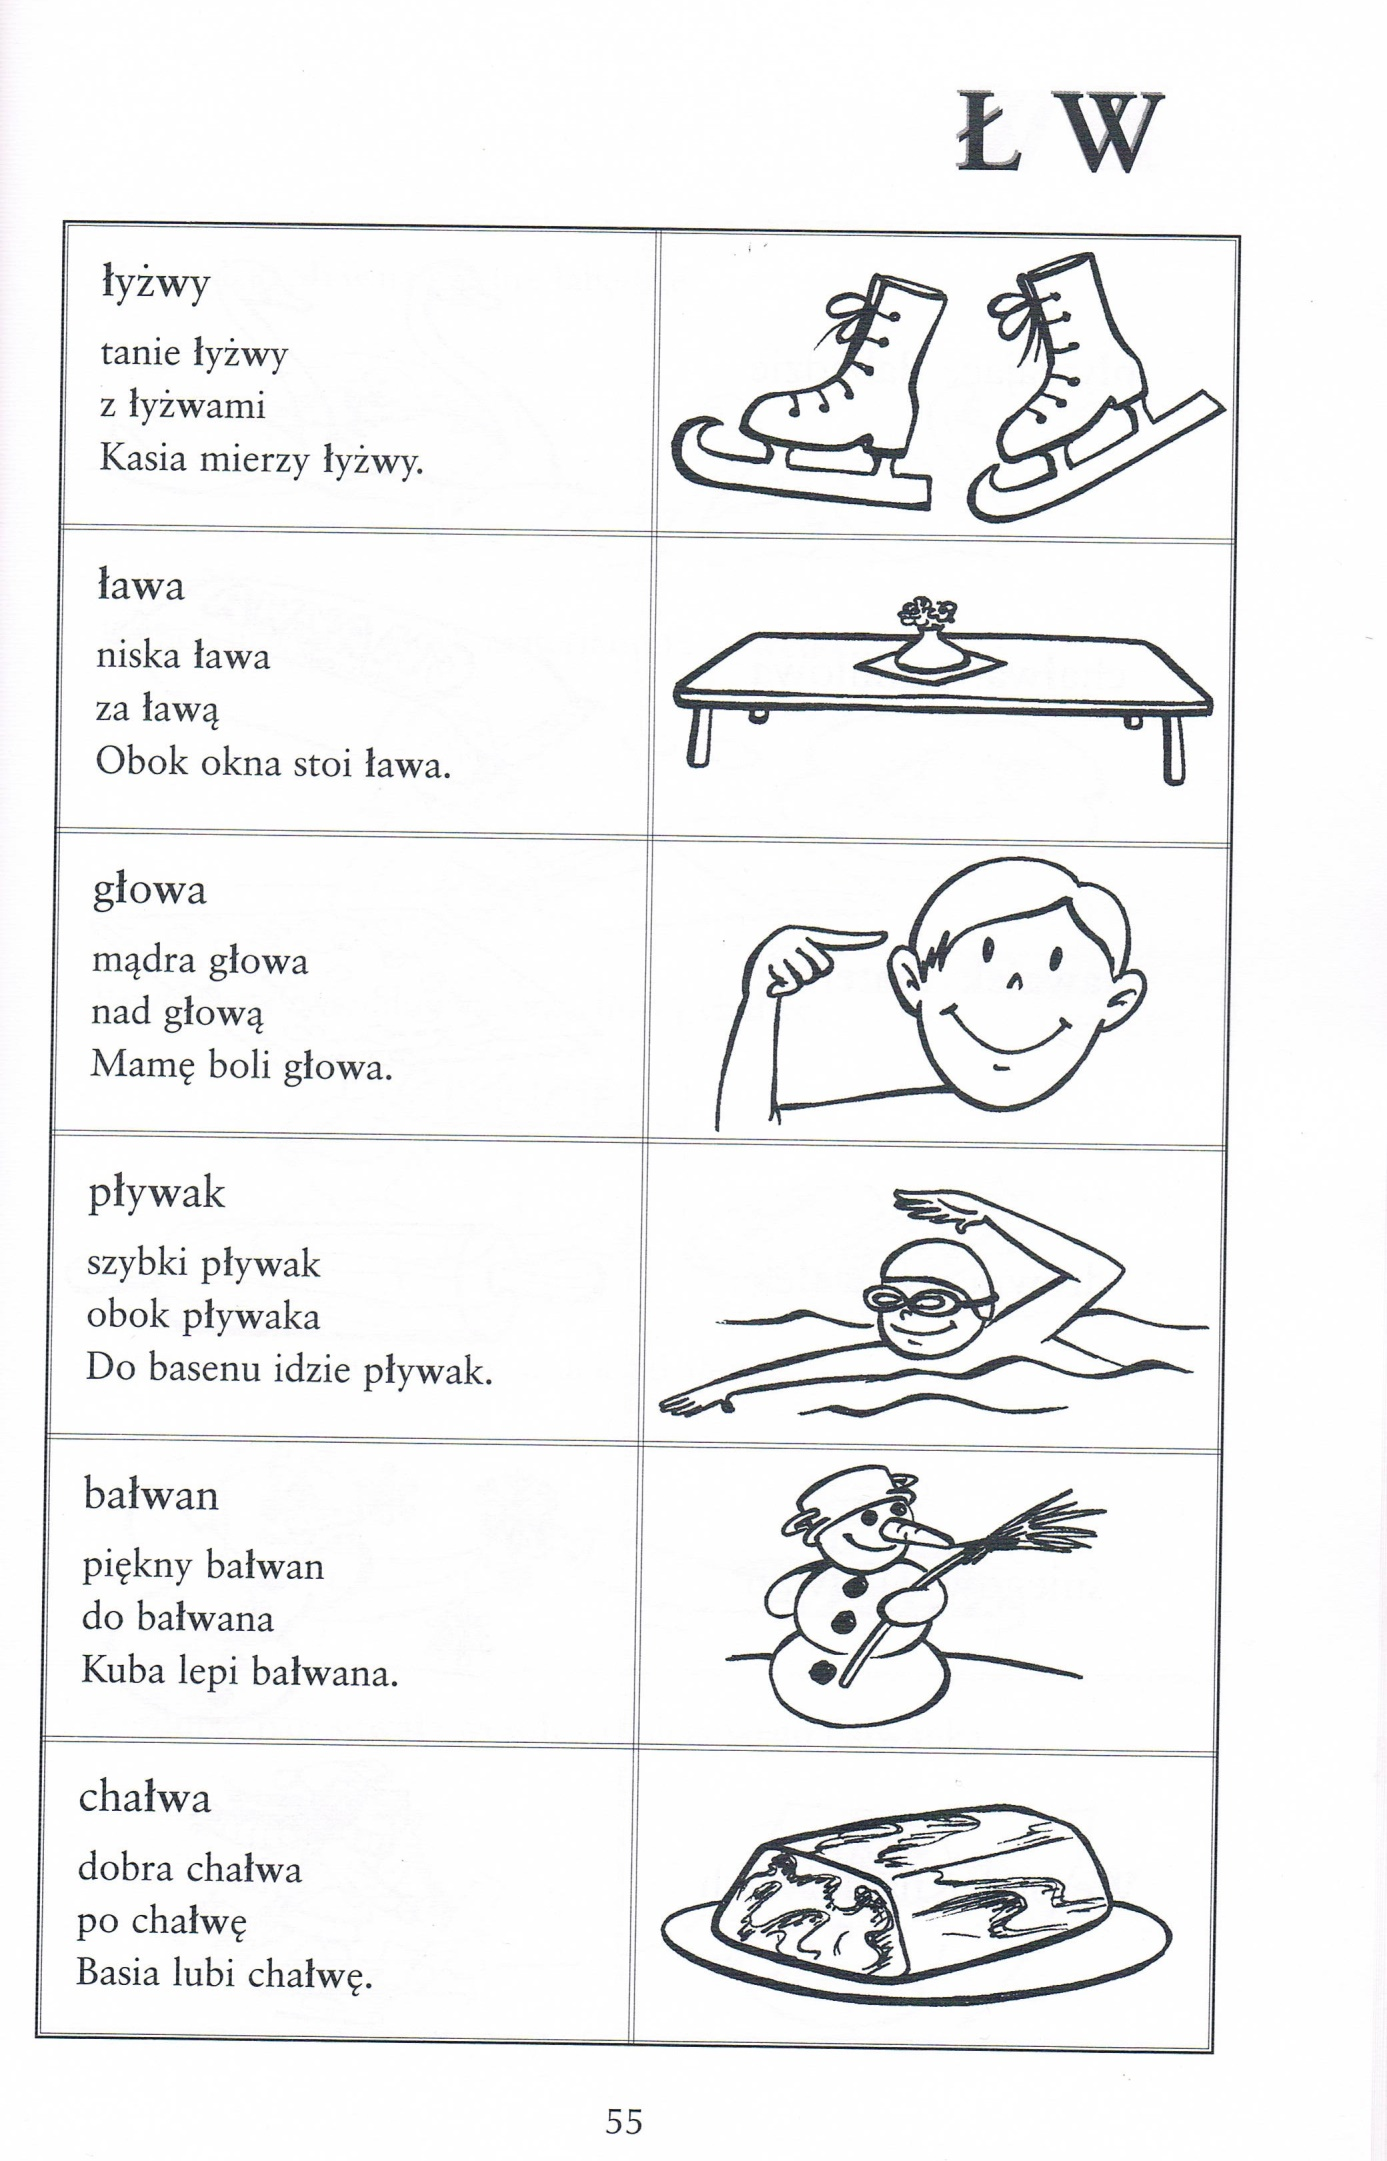 Ł W
łyżwy
tanie łyżwy
z łyżwami
Kasia mierzy łyżwy.
ława
niska ława
za ławą
Obok okna stoi ława.
głowa
mądra głowa
nad głową
Mamę boli głowa.
pływak
szybki pływak
obok pływaka
Do basenu idzie pływak.
bałwan
piękny bałwan
do bałwana
Kuba lepi bałwana.
chałwa
dobra chałwa
po chałwę
Basia lubi chałwę.
55